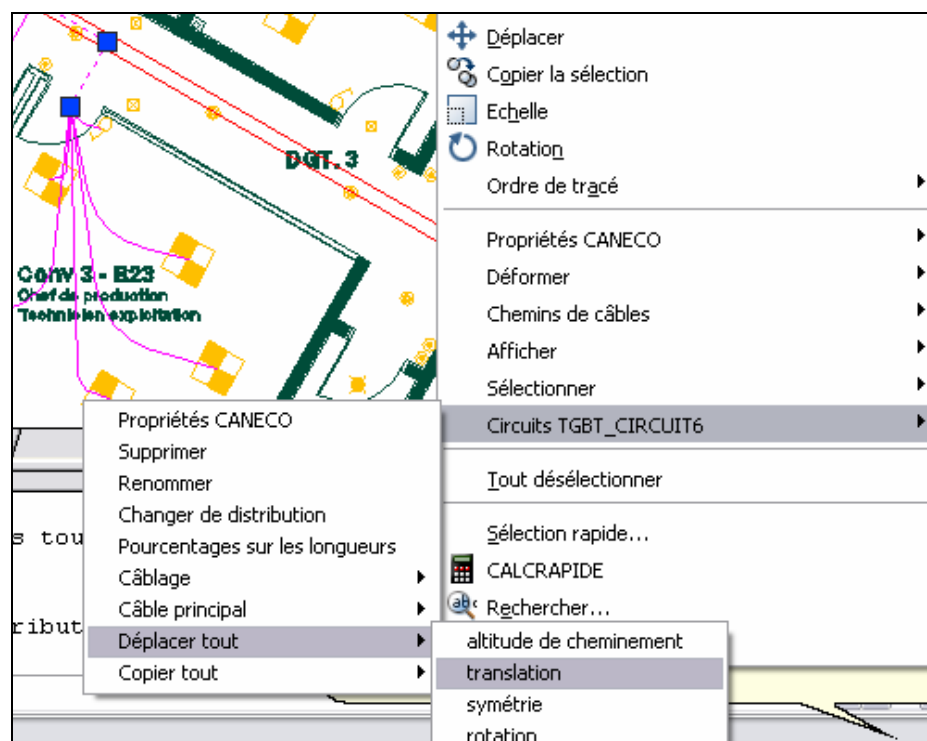 Déplacer
Copier la sélection
Echelle
Rotation
Ordre de tracé
DGT.3
Propriétés CANECO
Déformer
Chemins de câbles
Afficher
Sélectionner
Circuits TGBT_CIRCUIT6
Conv 3 - B23
Chef de production
Technicien exploitation
Tout désélectionner
Sélection rapide...
CALCRAPIDE
Rechercher...
Propriétés CANECO
Supprimer
Renommer
Changer de distribution
Pourcentages sur les longueurs
Câblage
Câble principal
Déplacer tout
Copier tout
s tou
ribut
altitude de cheminement
translation
symétrie
rotation